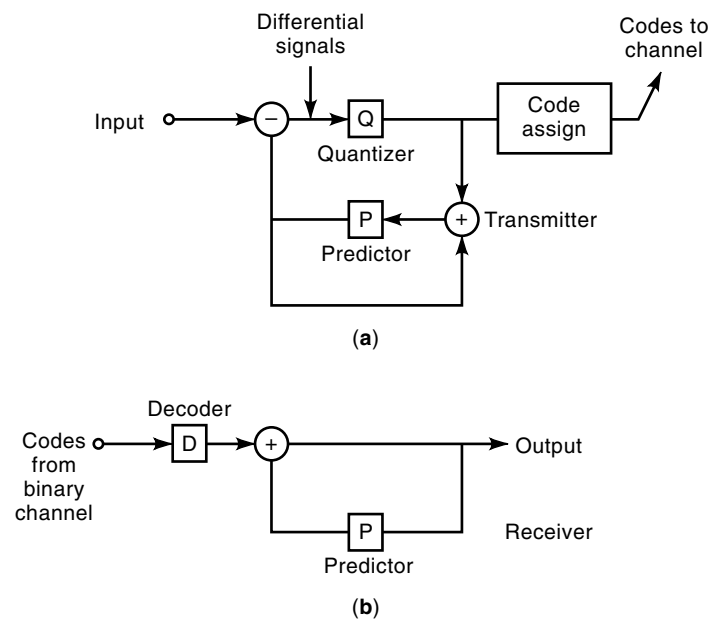 Differential
signals
Codes to
channel
Input
−
Q
Code
assign
Quantizer
P
+
Transmitter
Predictor
(a)
Decoder
Codes
from
binary
channel
D
+
Output
P
Receiver
Predictor
(b)